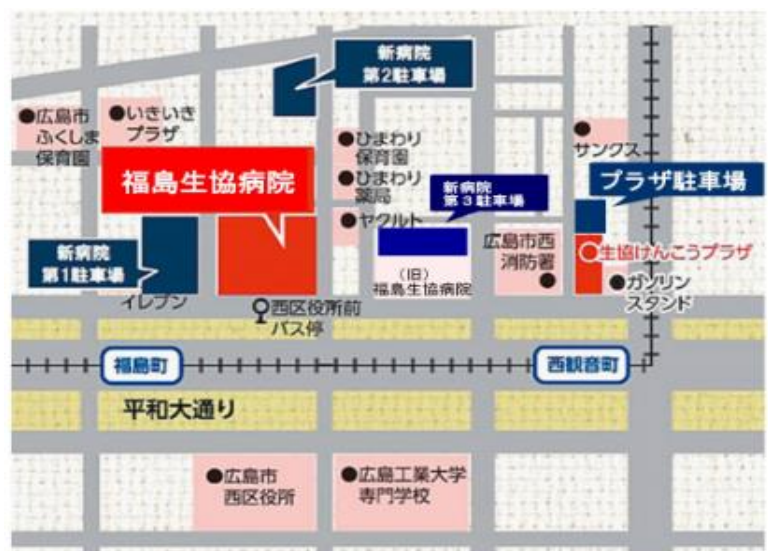 新病院
第2駐車場
広島市
ふくしま
保育園
いきいき
プラザ
ひまわり
保育園
ひまわり
薬局
ヤクルト
サンクス
福島生協病院
新病院
第3駐車場
プラザ駐車場
新病院
第1駐車場
イレブン
(旧)
福島生協病院
広島市西
消防署
生協けんこうプラザ
ガソリン
スタンド
西区役所前
バス停
福島町
西観音町
平和大通り
広島市
西区役所
広島工業大学
専門学校